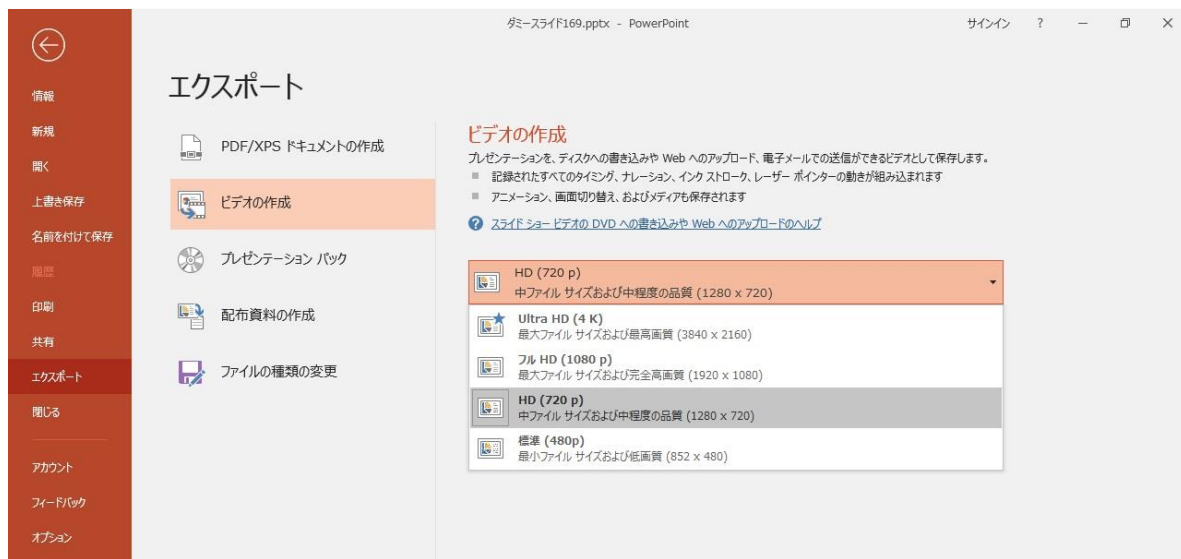 ダミースライド169.pptx - PowerPoint
サインイン ?
情報
新規
開く
上書き保存
名前を付けて保存
履歴
印刷
共有
エクスポート
閉じる
アカウント
フィードバック
オプション
エクスポート
PDF/XPS ドキュメントの作成
ビデオの作成
プレゼンテーション パック
配布資料の作成
ファイルの種類の変更
ビデオの作成
プレゼンテーションを、ディスクへの書き込みや Web へのアップロード、電子メールでの送信ができるビデオとして保存します。
記録されたすべてのタイミング、ナレーション、インク ストローク、レーザー ポインターの動きが組み込まれます
アニメーション、画面切り替え、およびメディアも保存されます
スライド ショー ビデオの DVD への書き込みや Web へのアップロードのヘルプ
HD (720 p)
中ファイル サイズおよび中程度の品質 (1280 x 720)
Ultra HD (4 K)
最大ファイル サイズおよび最高画質 (3840 x 2160)
フル HD (1080 p)
最大ファイル サイズおよび完全高画質 (1920 x 1080)
HD (720 p)
中ファイル サイズおよび中程度の品質 (1280 x 720)
標準 (480p)
最小ファイル サイズおよび低画質 (852 x 480)